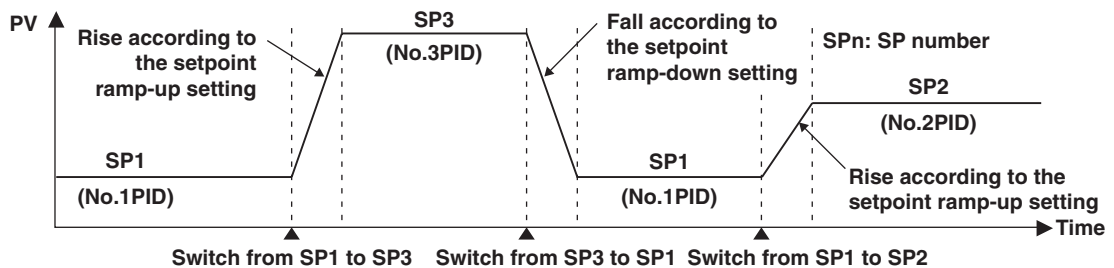 PV
Rise according to
the setpoint
ramp-up setting
SP3
(No.3PID)
Fall according to
the setpoint
ramp-down setting
SPn: SP number
SP2
(No.2PID)
SP1
(No.1PID)
SP1
(No.1PID)
Rise according to the
setpoint ramp-up setting
Time
Switch from SP1 to SP3
Switch from SP3 to SP1
Switch from SP1 to SP2